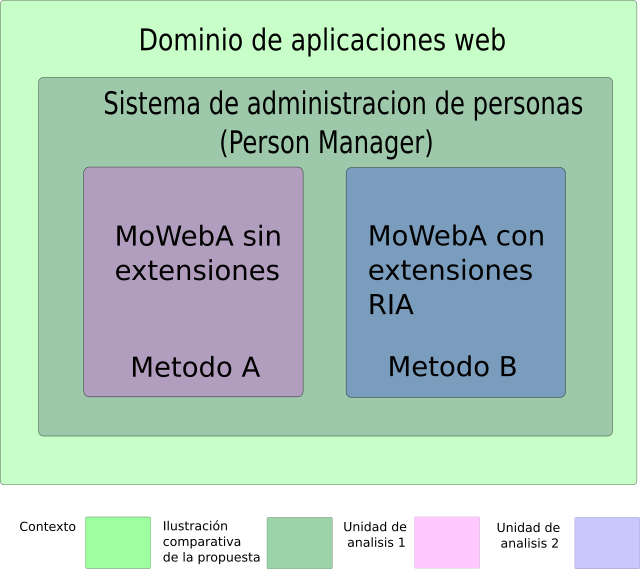 Dominio de aplicaciones web
Sistema de administracion de personas
(Person Manager)
MoWebA sin
extensiones
Metodo A
MoWebA con
extensiones
RIA
Metodo B
Contexto
Ilustración
comparativa
de la propuesta
Unidad de
analisis 1
Unidad de
analisis 2